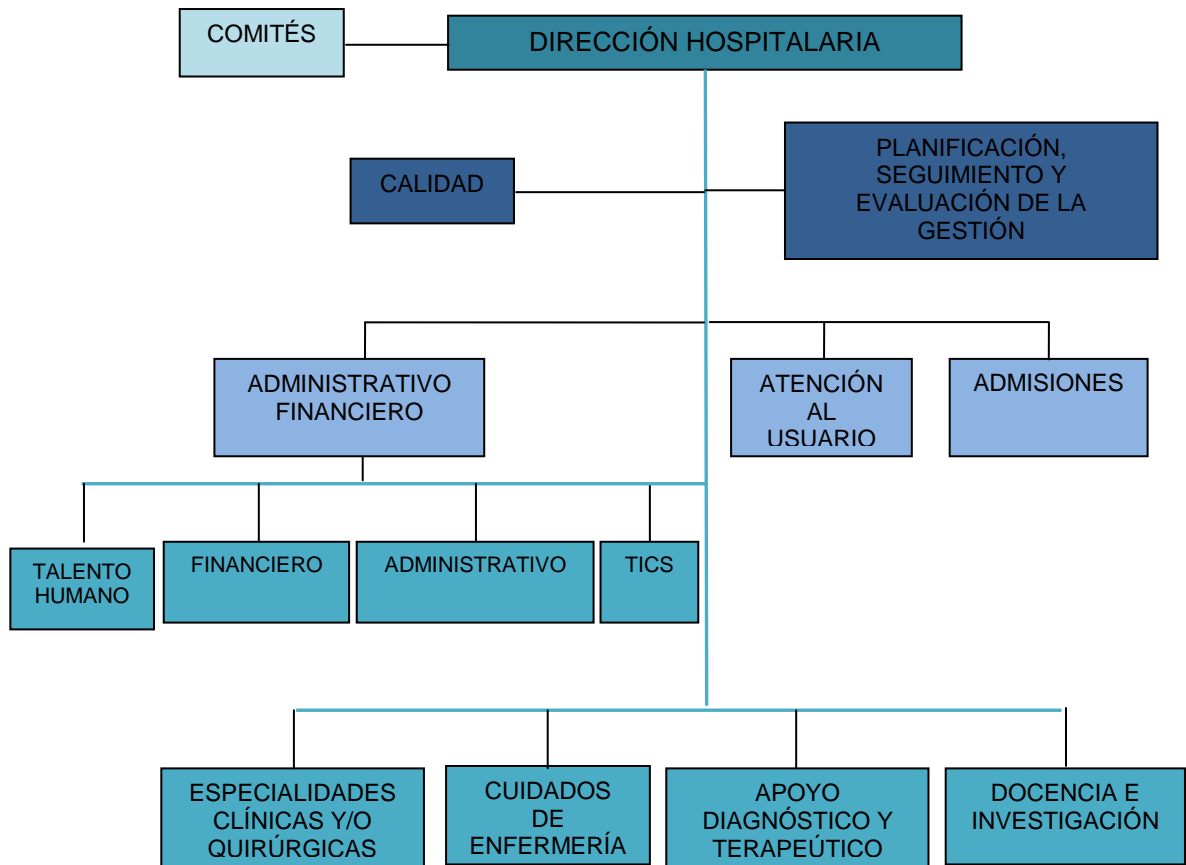 COMITÉS
DIRECCIÓN HOSPITALARIA
CALIDAD
PLANIFICACIÓN,
SEGUIMIENTO Y
EVALUACIÓN DE LA
GESTIÓN
ADMINISTRATIVO
FINANCIERO
ATENCIÓN
AL
USUARIO
ADMISIONES
TALENTO
HUMANO
FINANCIERO
ADMINISTRATIVO
TICS
ESPECIALIDADES
CLÍNICAS Y/O
QUIRÚRGICAS
CUIDADOS
DE
ENFERMERÍA
APOYO
DIAGNÓSTICO Y
TERAPEÚTICO
DOCENCIA E
INVESTIGACIÓN